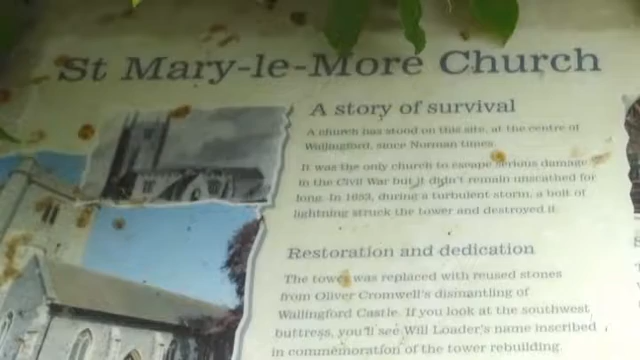 St Mary-le-More Church
A story of survival
A church has stood on this site, at the centre of
Wallingford, since Norman times.
It was the only church to escape serious damage
in the Civil War but it didn't remain unscathed for
long. In 1653, during a turbulent storm, a bolt of
lightning struck the tower and destroyed it.
Restoration and dedication
The tower was replaced with reused stones
from Oliver Cromwell's dismantling of
Wallingford Castle. If you look at the southwest
buttress, you'll see Will Loader's name inscribed
in commemoration of the tower rebuilding